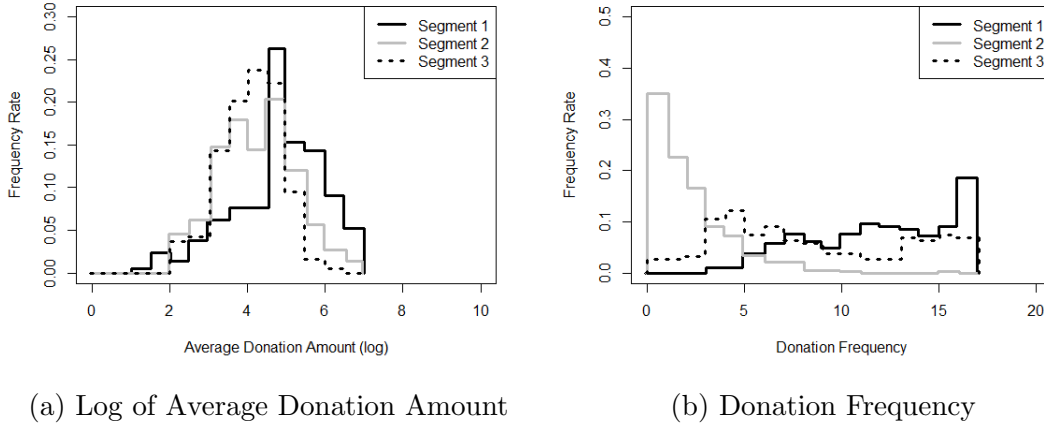 Segment 1
Segment 2
Segment 3
0.30
0.25
0.20
0.15
0.10
0.05
0.00
Frequency Rate
0 2 4 6 8 10
Average Donation Amount (log)
(a) Log of Average Donation Amount
Segment 1
Segment 2
Segment 3
0.5
0.4
0.3
0.2
0.1
0.0
Frequency Rate
0 5 10 15 20
Donation Frequency
(b) Donation Frequency